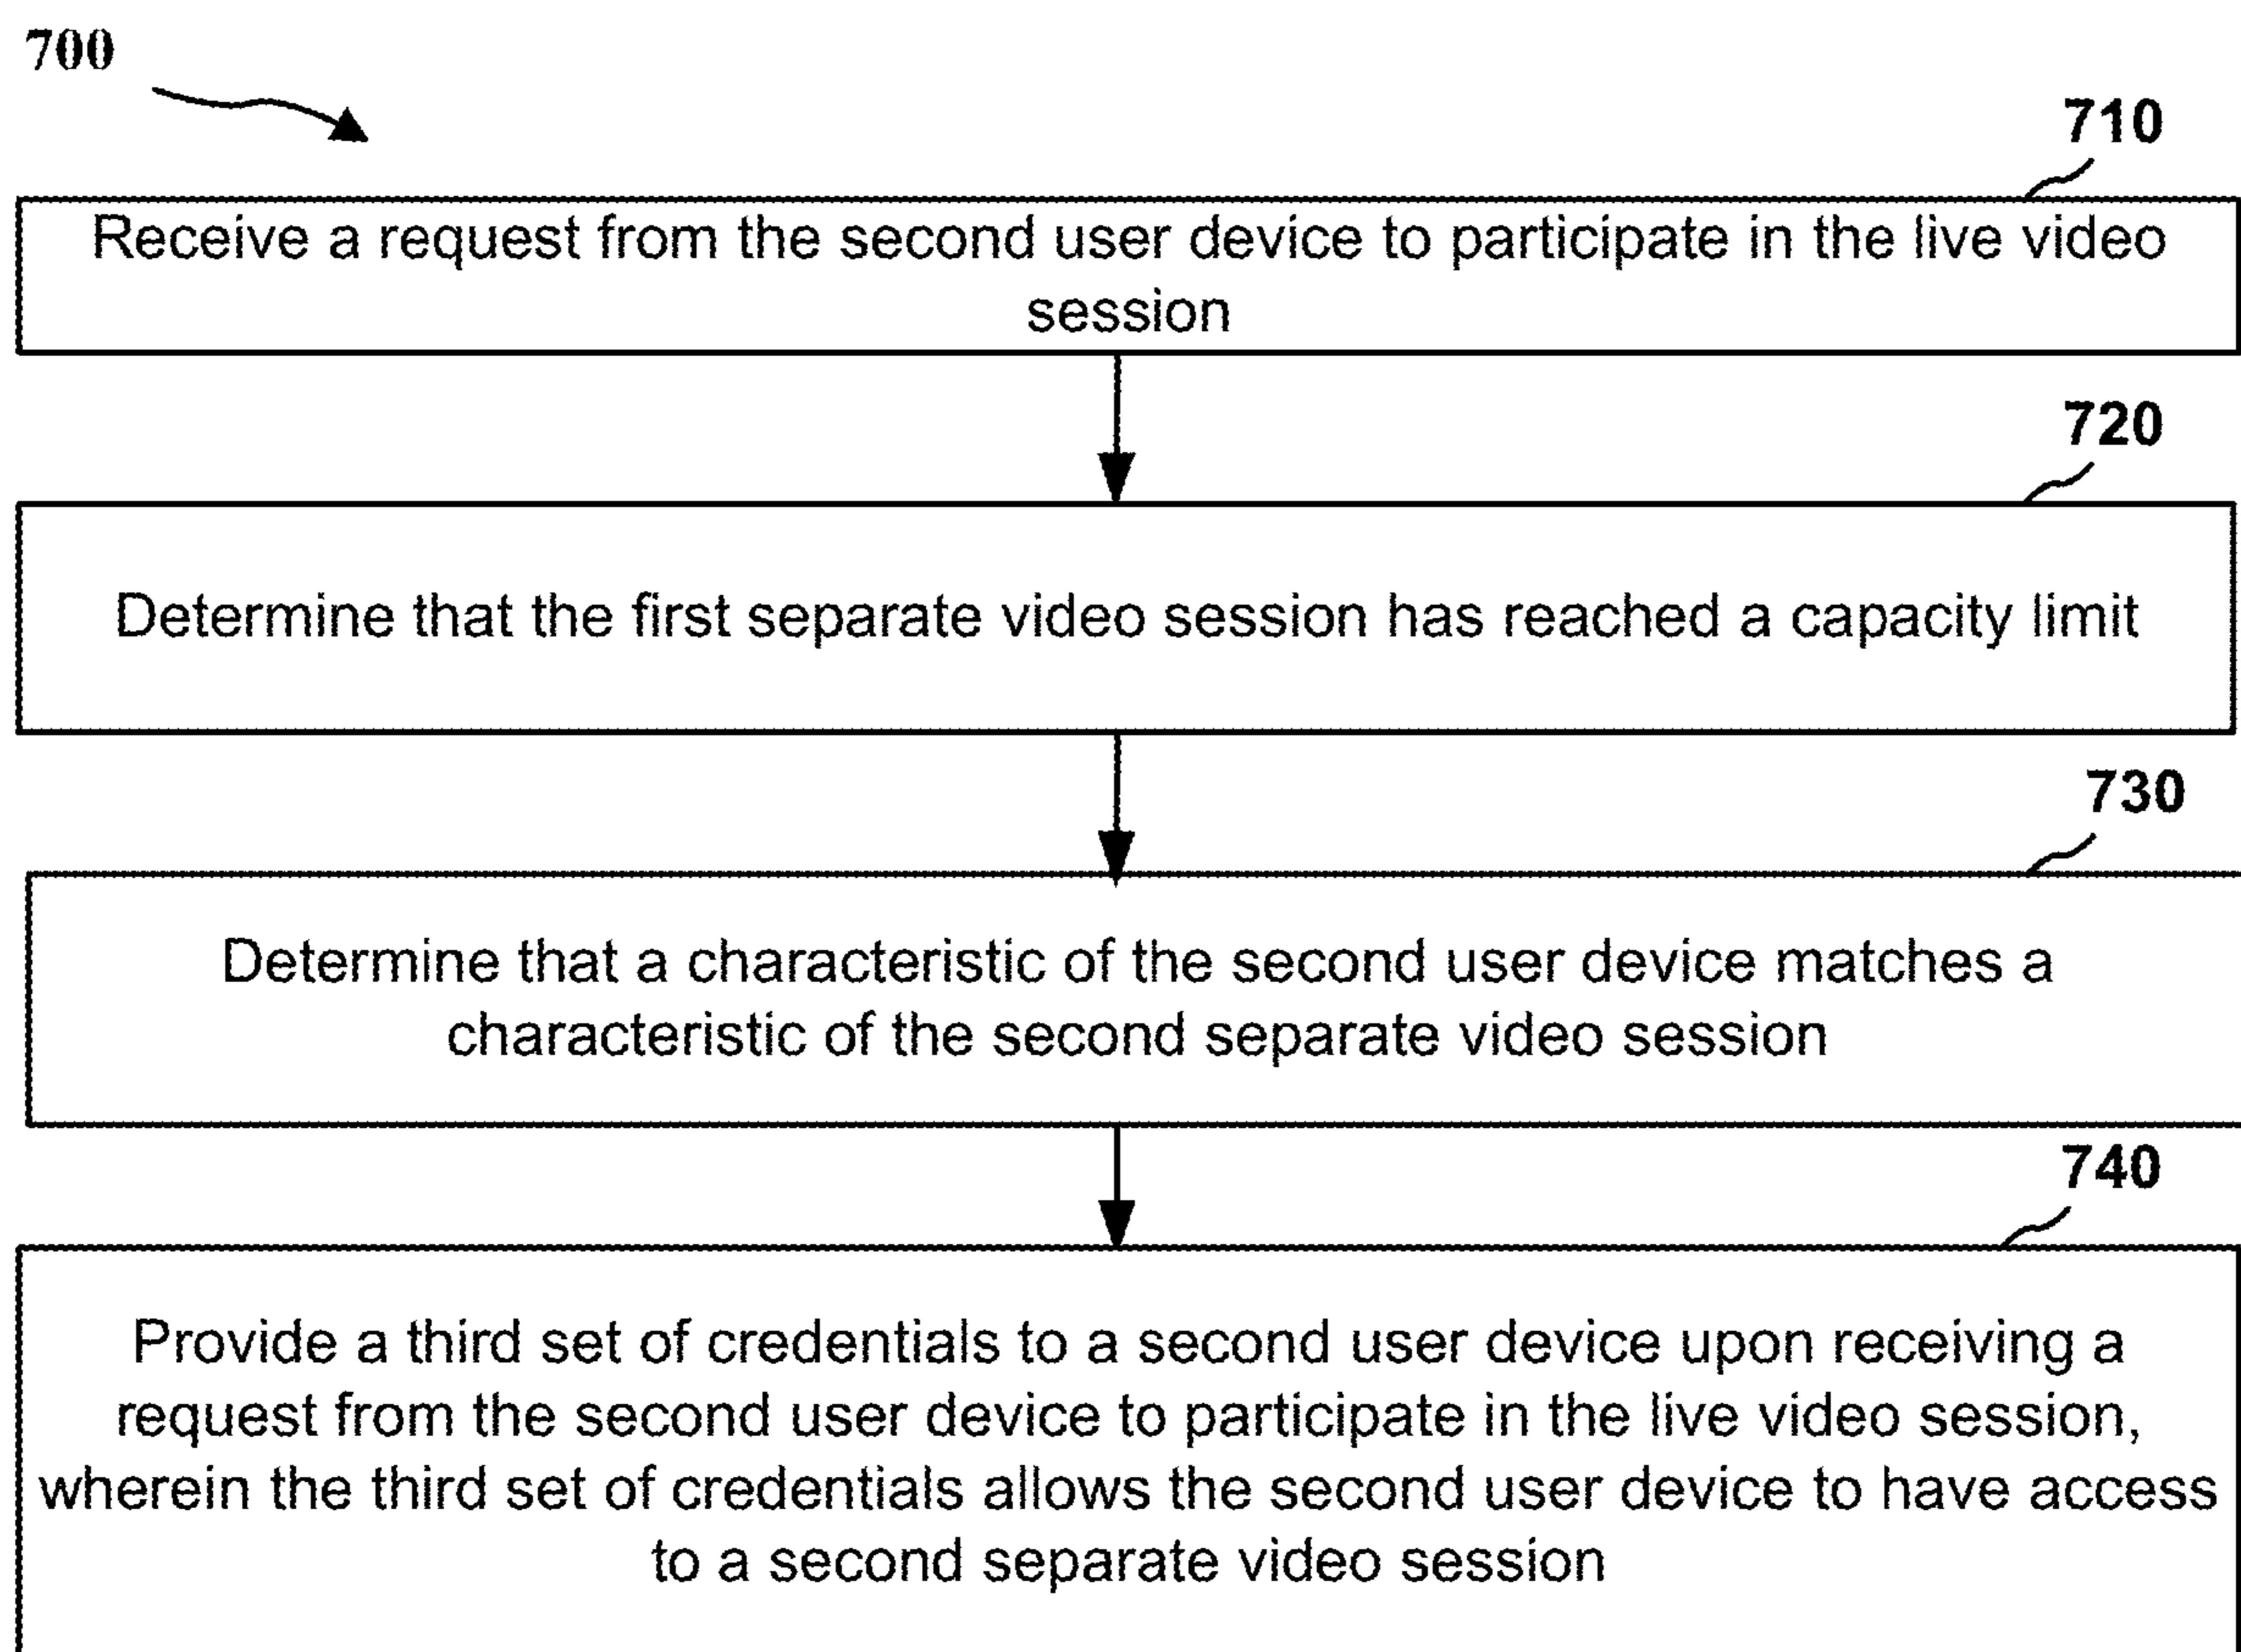 700
710
Receive a request from the second user device to participate in the live video
session
720
Determine that the first separate video session has reached a capacity limit
730
Determine that a characteristic of the second user device matches a
characteristic of the second separate video session
740
Provide a third set of credentials to a second user device upon receiving a
request from the second user device to participate in the live video session,
wherein the third set of credentials allows the second user device to have access
to a second separate video session